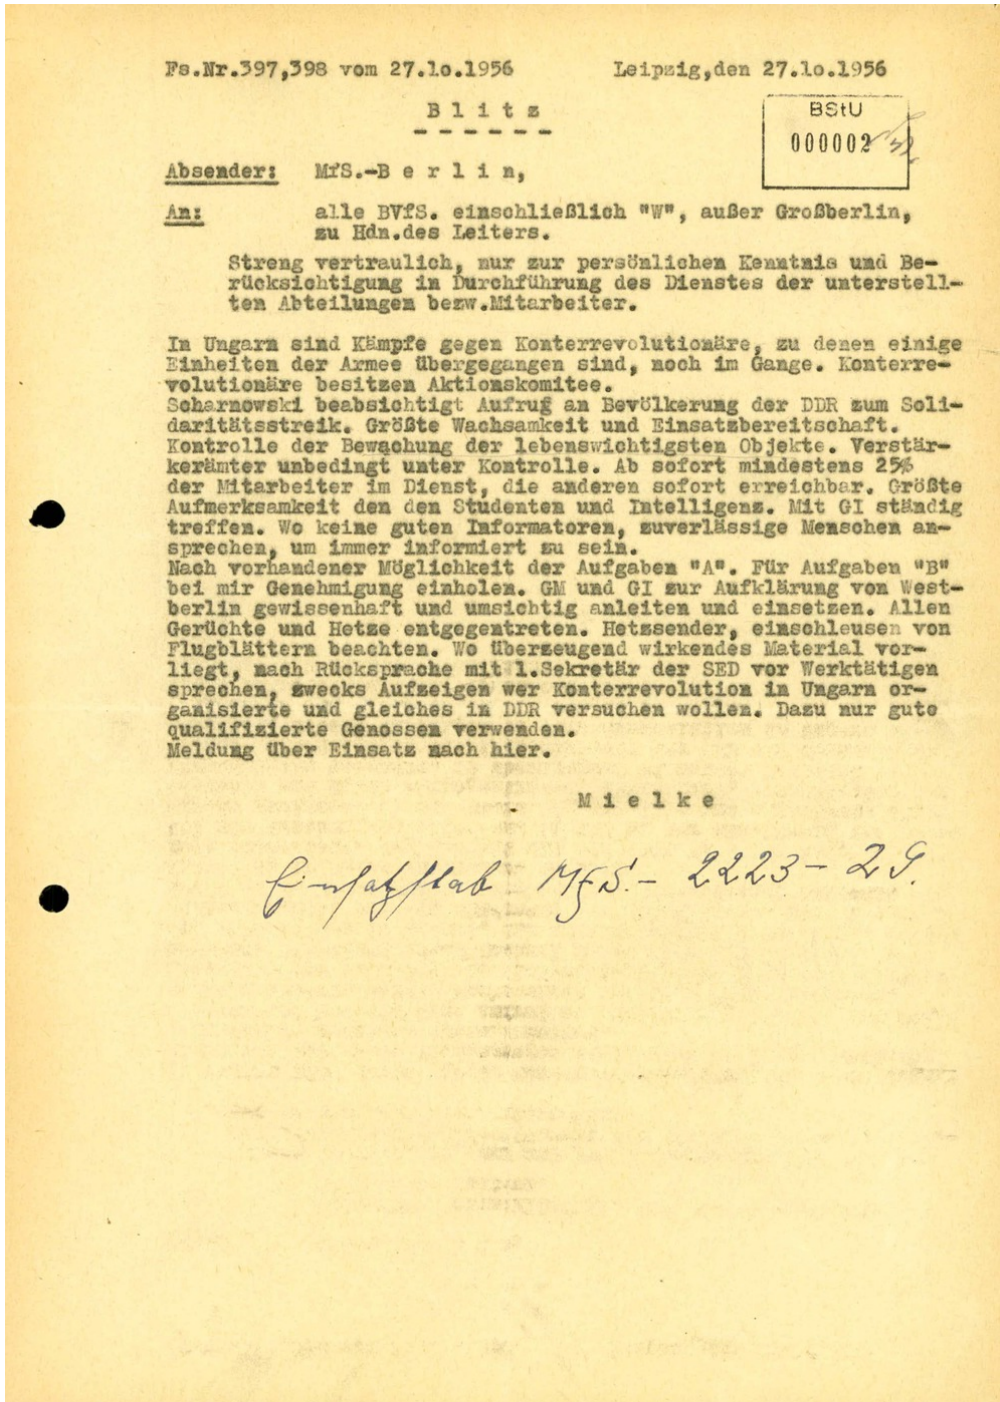 Fs.Nr.397,398 vom 27.10.1956 Leipzig,den 27.10.1956
B l i t z
BStU
000002
Absender: MfS.-B e r l i n,
An: alle BVfS. einschließlich "W", außer Großberlin,
zu Hdn.des Leiters.
Streng vertraulich, nur zur persönlichen Kenntnis und Be-
rücksichtigung in Durchführung des Dienstes der unterstell-
ten Abteilungen bezw.Mitarbeiter.
In Ungarn sind Kämpfe gegen Konterrevolutionäre, zu denen einige
Einheiten der Armee übergegangen sind, noch im Gange. Konterre-
volutionäre besitzen Aktionskomitee.
Scharnowski beabsichtigt Aufruf an Bevölkerung der DDR zum Soli-
daritätsstreik. Größte Wachsamkeit und Einsatzbereitschaft.
Kontrolle der Bewachung der lebenswichtigsten Objekte. Verstär-
kerämter unbedingt unter Kontrolle. Ab sofort mindestens 25%
der Mitarbeiter im Dienst, die anderen sofort erreichbar. Größte
Aufmerksamkeit den den Studenten und Intelligenz. Mit GI ständig
treffen. Wo keine guten Informatoren, zuverlässige Menschen an-
sprechen, um immer informiert zu sein.
Nach vorhandener Möglichkeit der Aufgaben "A". Für Aufgaben "B"
bei mir Genehmigung einholen. GM und GI zur Aufklärung von West-
berlin gewissenhaft und umsichtig anleiten und einsetzen. Allen
Gerüchte und Hetze entgegentreten. Hetzsender, einschleusen von
Flugblättern beachten. Wo überzeugend wirkendes Material vor-
liegt, nach Rücksprache mit 1.Sekretär der SED vor Werktätigen
sprechen, zwecks Aufzeigen wer Konterrevolution in Ungarn or-
ganisierte und gleiches in DDR versuchen wollen. Dazu nur gute
qualifizierte Genossen verwenden.
Meldung über Einsatz nach hier.
M i e l k e
Einsatzstab MfS. - 2223 - 29.